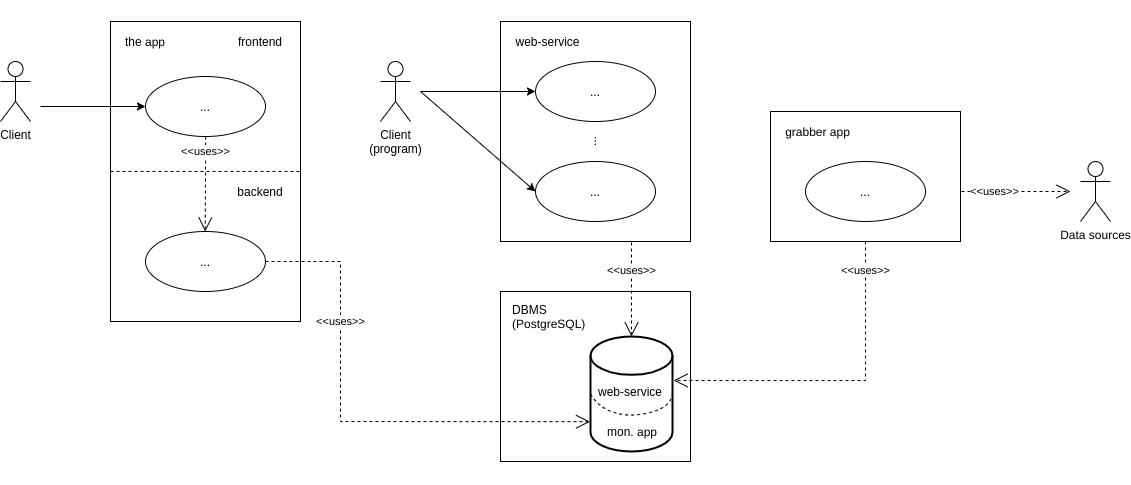 the app
frontend
Client
...
<<uses>>
backend
...
<<uses>>
Client
(program)
web-service
...
...
...
<<uses>>
DBMS
(PostgreSQL)
web-service
mon. app
grabber app
...
<<uses>>
<<uses>>
Data sources